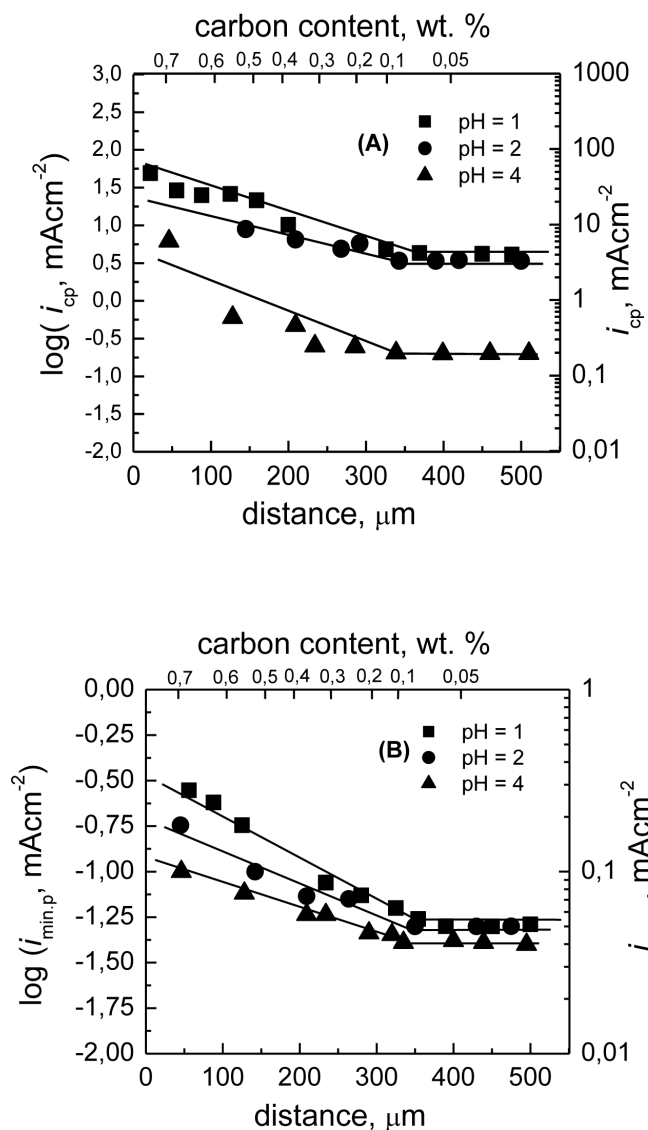 carbon content, wt. %
0,7 0,6 0,5 0,4 0,3 0,2 0,1 0,05
3,0
2,5
2,0
1,5
1,0
0,5
0,0
-0,5
-1,0
-1,5
-2,0
log( i cp, mAcm-2)
(A)
pH = 1
pH = 2
pH = 4
1000
100
10
1
0,1
0,01
i cp, mAcm-2
0 100 200 300 400 500
distance, μm
carbon content, wt. %
0,7 0,6 0,5 0,4 0,3 0,2 0,1 0,05
0,00
-0,25
-0,50
-0,75
-1,00
-1,25
-1,50
-1,75
-2,00
log (i min.p, mAcm-2)
(B)
pH = 1
pH = 2
pH = 4
1
0,1
0,01
i , mAcm-2
0 100 200 300 400 500
distance, μm